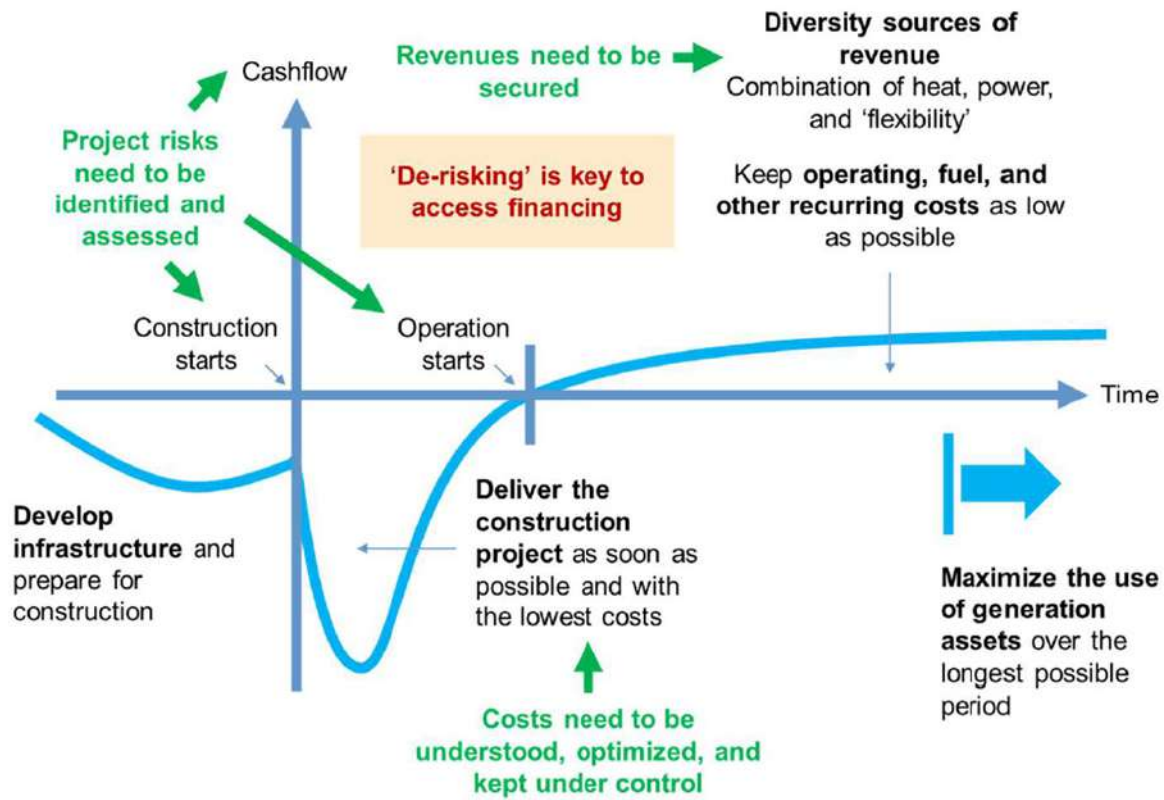 Cashflow
Revenues need to be
secured
Diversity sources of
revenue
Combination of heat, power,
and ‘flexibility’
Project risks
need to be
identified and
assessed
‘De-risking’ is key to
access financing
Keep operating, fuel, and
other recurring costs as low
as possible
Construction
starts
Operation
starts
Time
Develop
infrastructure and
prepare for
construction
Deliver the
construction
project as soon as
possible and with
the lowest costs
Maximize the use
of generation
assets over the
longest possible
period
Costs need to be
understood, optimized, and
kept under control